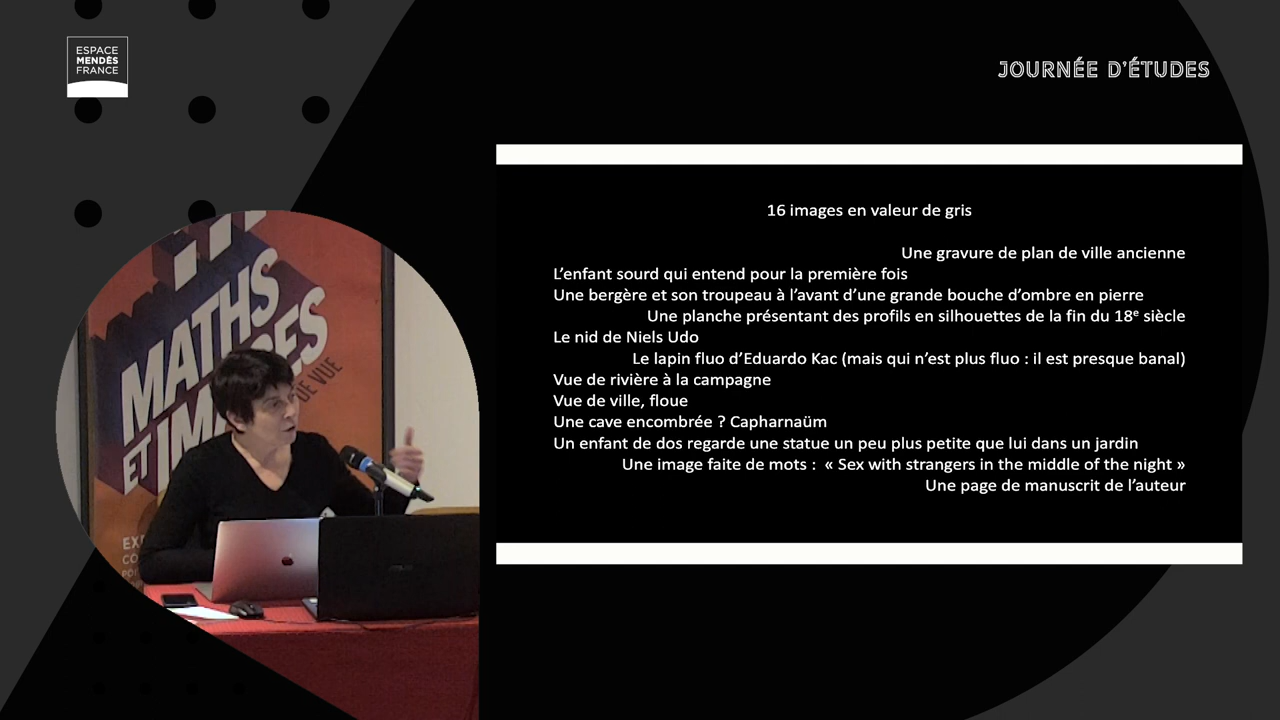 ESPACE
MENDÈS
FRANCE
JOURNÉE D'ÉTUDES
16 images en valeur de gris
Une gravure de plan de ville ancienne
L'enfant sourd qui entend pour la première fois
Une bergère et son troupeau à l'avant d'une grande bouche d'ombre en pierre
Une planche présentant des profils en silhouettes de la fin du 18e siècle
Le nid de Niels Udo
Le lapin fluo d'Eduardo Kac (mais qui n'est plus fluo : il est presque banal)
Vue de rivière à la campagne
Vue de ville, floue
Une cave encombrée ? Capharnaüm
Un enfant de dos regarde une statue un peu plus petite que lui dans un jardin
Une image faite de mots : « Sex with strangers in the middle of the night »
Une page de manuscrit de l'auteur
MATHS
ET
DE VUE